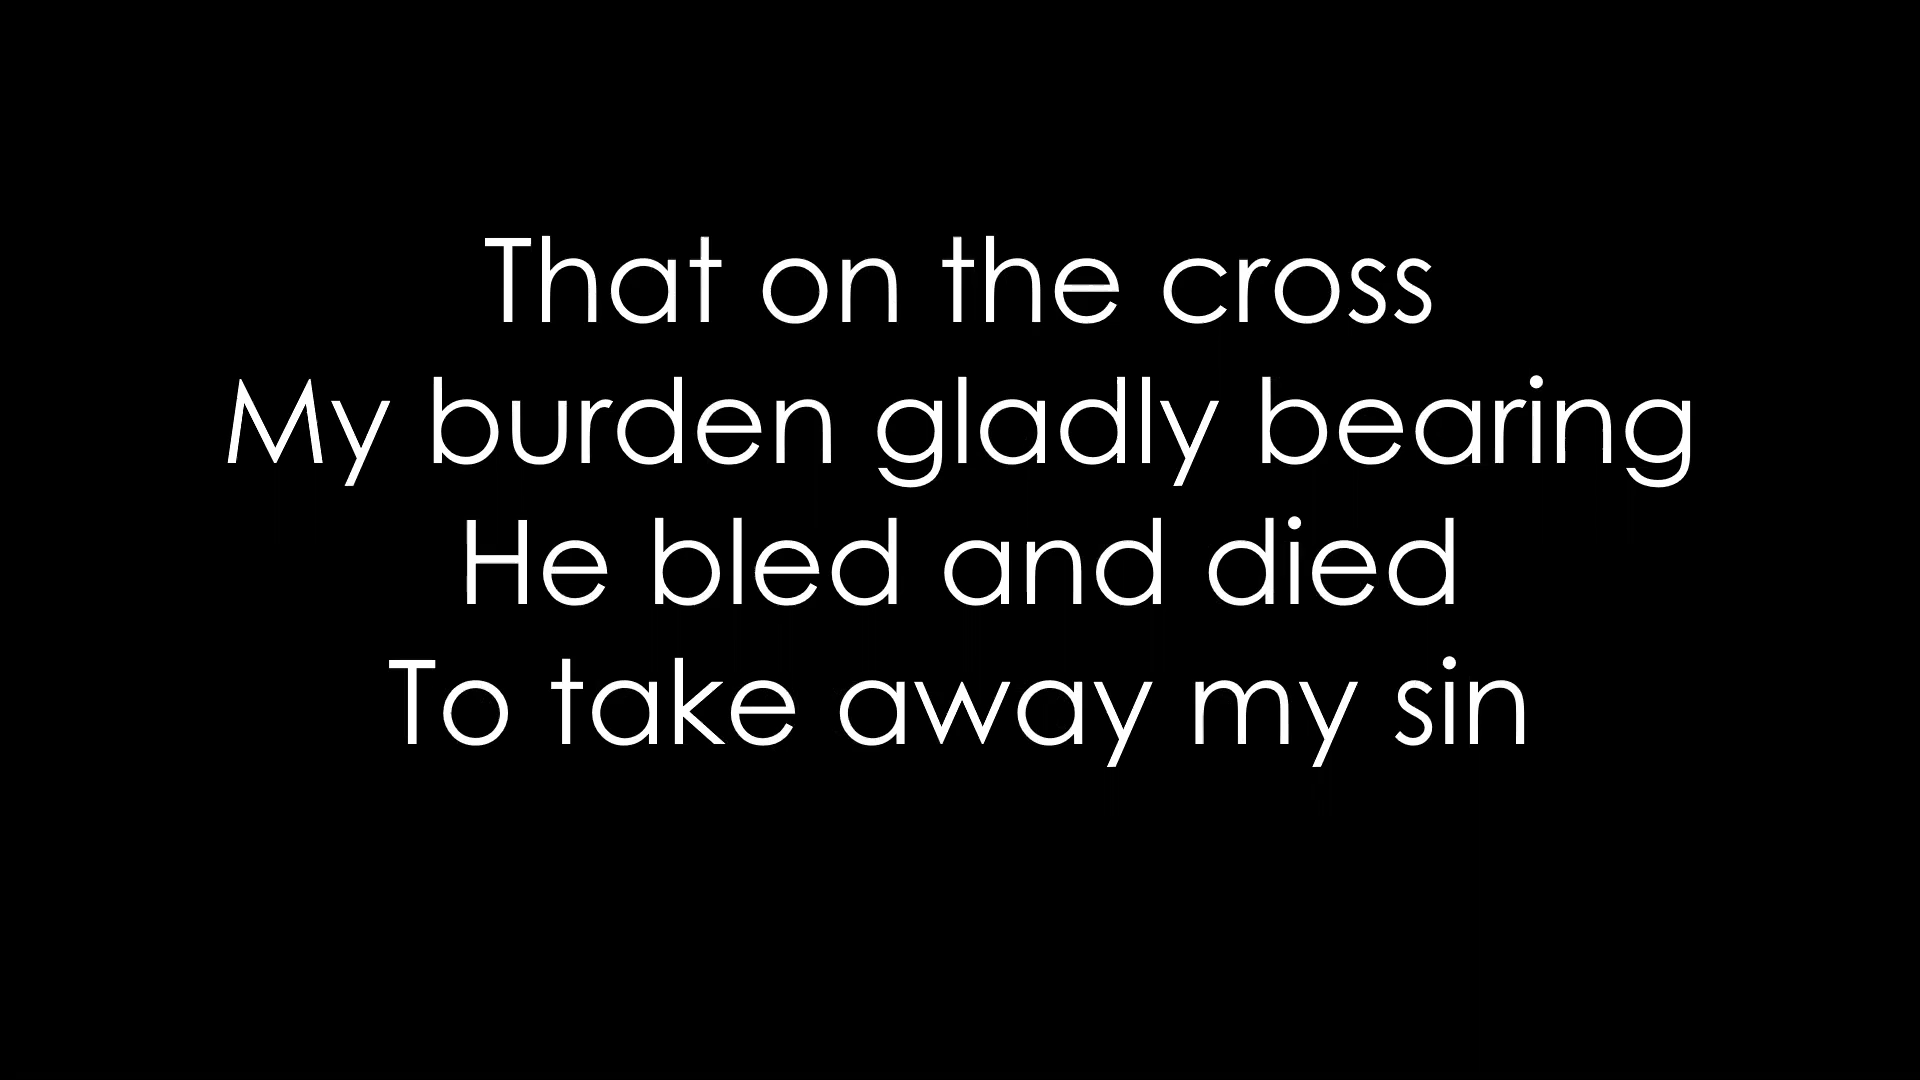 That on the cross
My burden gladly bearing
He bled and died
To take away my sin